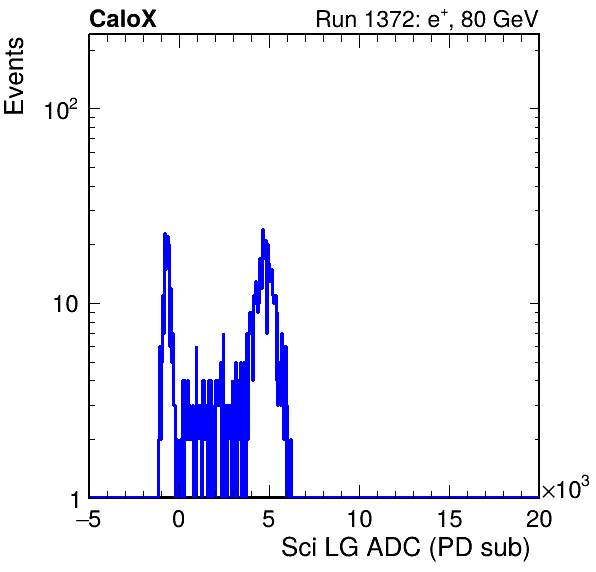 CaloX Run 1372: e⁺, 80 GeV
Events
10²
10
1
−5 0 5 10 15 20
×10³
Sci LG ADC (PD sub)